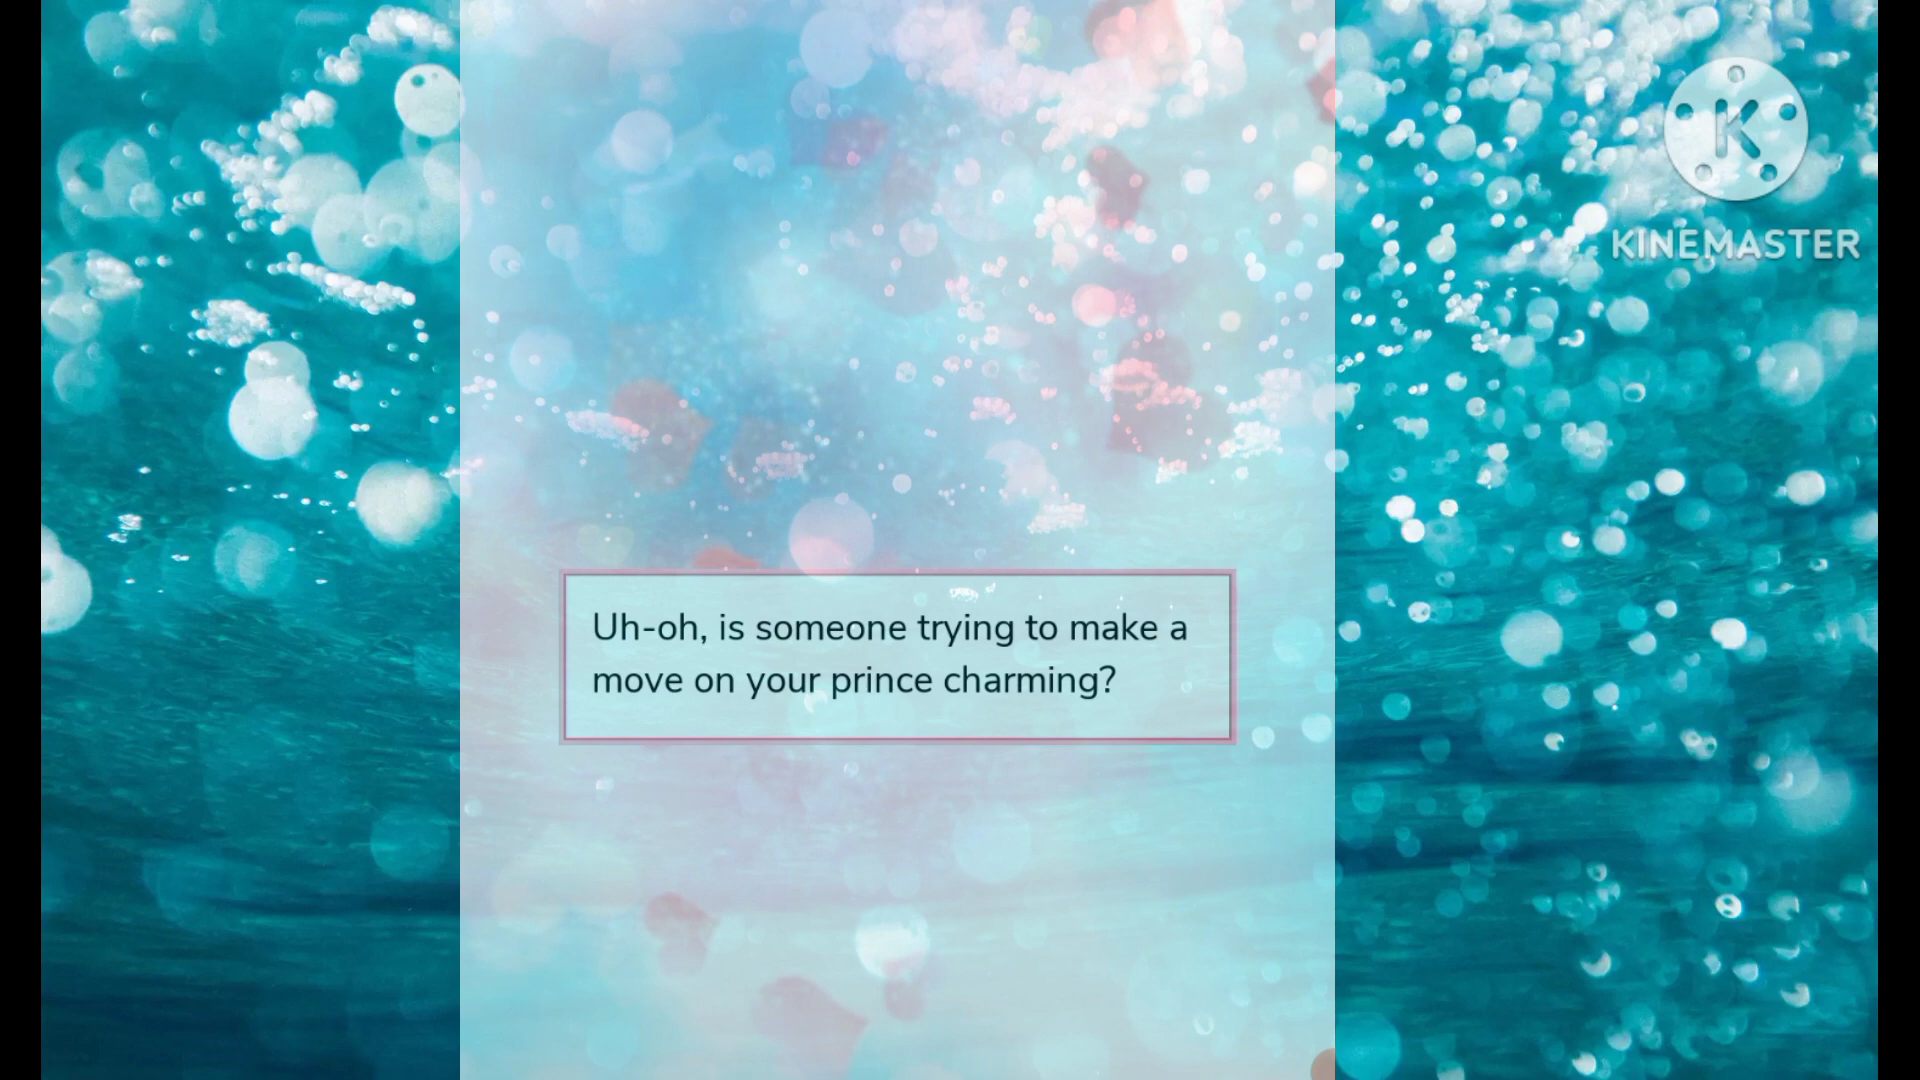 K
KINEMASTER
Uh-oh, is someone trying to make a
move on your prince charming?